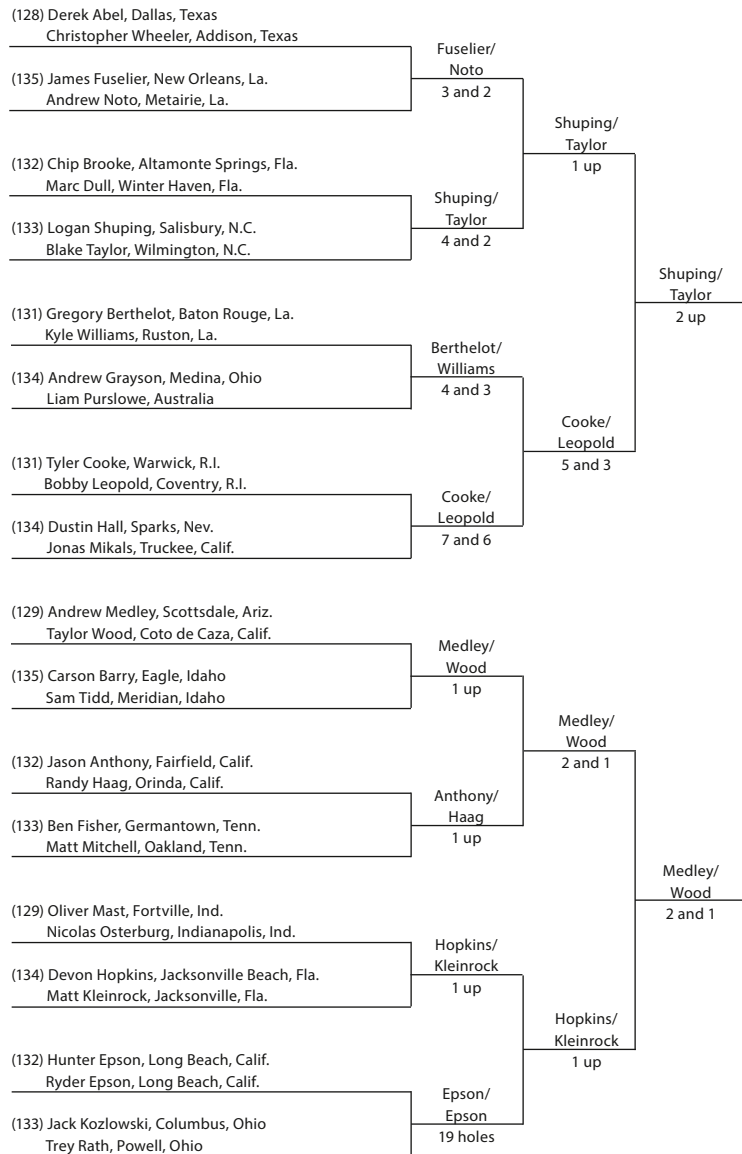 (128) Derek Abel, Dallas, Texas
Christopher Wheeler, Addison, Texas
(135) James Fuselier, New Orleans, La.
Andrew Noto, Metairie, La.
(132) Chip Brooke, Altamonte Springs, Fla.
Marc Dull, Winter Haven, Fla.
(133) Logan Shuping, Salisbury, N.C.
Blake Taylor, Wilmington, N.C.
(131) Gregory Berthelot, Baton Rouge, La.
Kyle Williams, Ruston, La.
(134) Andrew Grayson, Medina, Ohio
Liam Purslowe, Australia
(131) Tyler Cooke, Warwick, R.I.
Bobby Leopold, Coventry, R.I.
(134) Dustin Hall, Sparks, Nev.
Jonas Mikals, Truckee, Calif.
(129) Andrew Medley, Scottsdale, Ariz.
Taylor Wood, Coto de Caza, Calif.
(135) Carson Barry, Eagle, Idaho
Sam Tidd, Meridian, Idaho
(132) Jason Anthony, Fairfield, Calif.
Randy Haag, Orinda, Calif.
(133) Ben Fisher, Germantown, Tenn.
Matt Mitchell, Oakland, Tenn.
(129) Oliver Mast, Fortville, Ind.
Nicolas Osterburg, Indianapolis, Ind.
(134) Devon Hopkins, Jacksonville Beach, Fla.
Matt Kleinrock, Jacksonville, Fla.
(132) Hunter Epson, Long Beach, Calif.
Ryder Epson, Long Beach, Calif.
(133) Jack Kozlowski, Columbus, Ohio
Trey Rath, Powell, Ohio
Fuselier/
Noto
3 and 2
Shuping/
Taylor
4 and 2
Berthelot/
Williams
4 and 3
Cooke/
Leopold
7 and 6
Medley/
Wood
1 up
Anthony/
Haag
1 up
Hopkins/
Kleinrock
1 up
Epson/
Epson
19 holes
Shuping/
Taylor
1 up
Cooke/
Leopold
5 and 3
Medley/
Wood
2 and 1
Hopkins/
Kleinrock
1 up
Shuping/
Taylor
2 up
Medley/
Wood
2 and 1